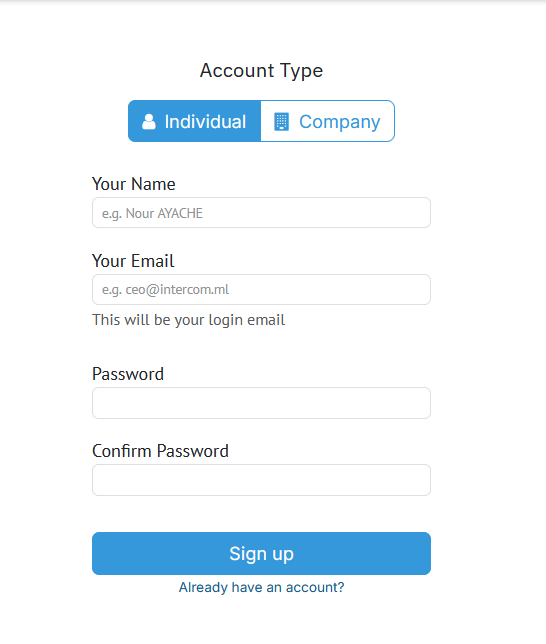 Account Type
Individual Company
Your Name
e.g. Nour AYACHE
Your Email
e.g. ceo@intercom.ml
This will be your login email
Password
Confirm Password
Sign up
Already have an account?